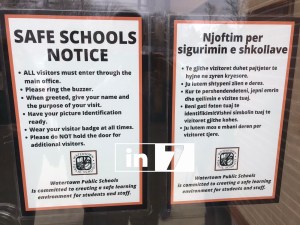 SAFE SCHOOLS
NOTICE
• ALL visitors must enter through the
main office.
• Please ring the buzzer.
• When greeted, give your name and
the purpose of your visit.
• Have your picture identification
ready.
• Wear your visitor badge at all times.
• Please do NOT hold the door for
additional visitors.
Watertown Public Schools
is committed to creating a safe learning
environment for students and staff.
Njoftim per
sigurimin e shkollave
• Te gjithe visitoret duhet patjeter te
hyjne ne zyren kryesore.
• Ju lutem shtypeni zilen e deres.
• Kur te pershendeteni, jepni emrin
dhe qellimin e vizites tuaj.
• Beni gati foton tuaj te
visitoret gjithe kohes.
• Ju lutem mos e mbani deren per
visitoret tjere.
Watertown Public Schools
is committed to creating a safe learning
environment for students and staff.
in 7